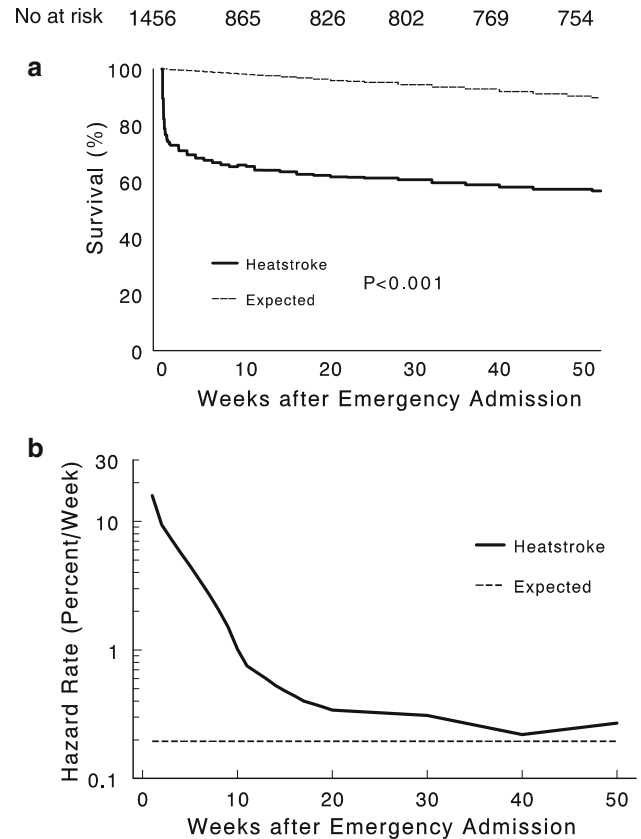 No at risk 1456 865 826 802 769 754
a
100
80
60
40
20
0
Survival (%)
Heatstroke
Expected
P<0.001
0 10 20 30 40 50
Weeks after Emergency Admission
b
30
10
1
0.1
Hazard Rate (Percent/Week)
Heatstroke
Expected
0 10 20 30 40 50
Weeks after Emergency Admission